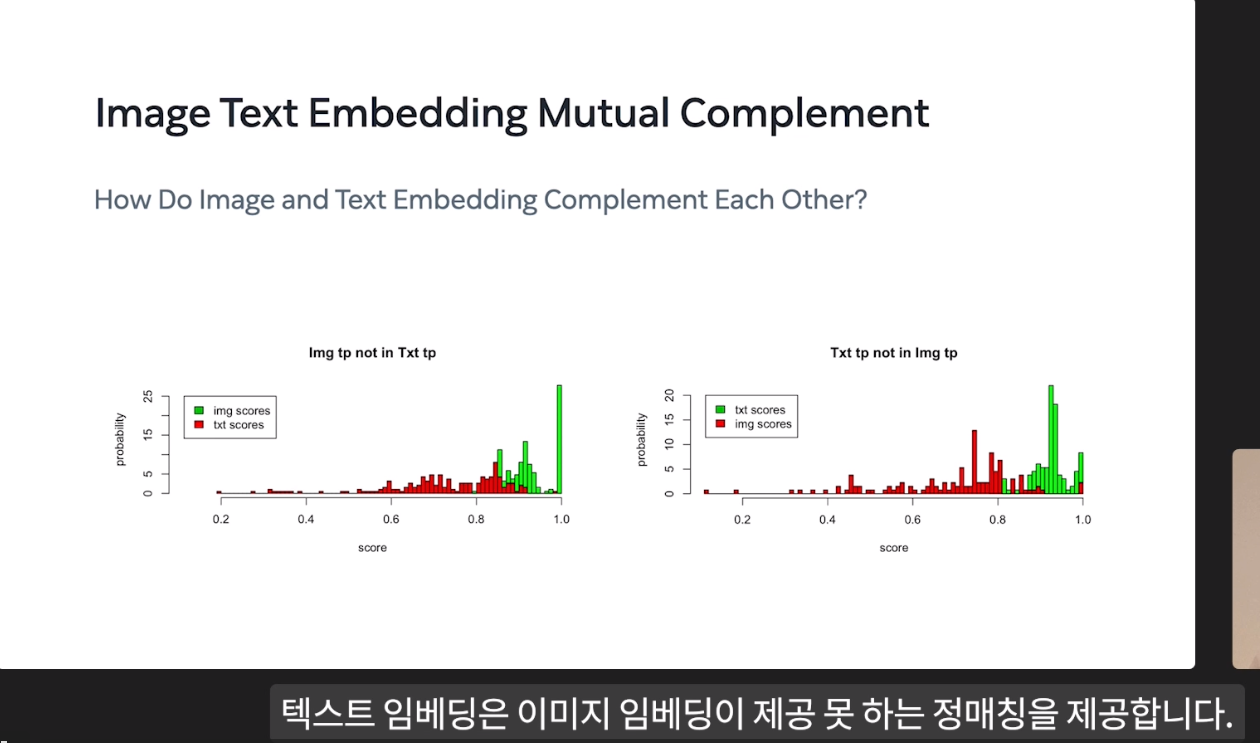 Image Text Embedding Mutual Complement
How Do Image and Text Embedding Complement Each Other?
Img tp not in Txt tp
img scores
txt scores
probability
25
15
5
0
0.2 0.4 0.6 0.8 1.0
score
Txt tp not in Img tp
txt scores
img scores
probability
20
15
10
5
0
0.2 0.4 0.6 0.8 1.0
score
텍스트 임베딩은 이미지 임베딩이 제공 못 하는 정매칭을 제공합니다.